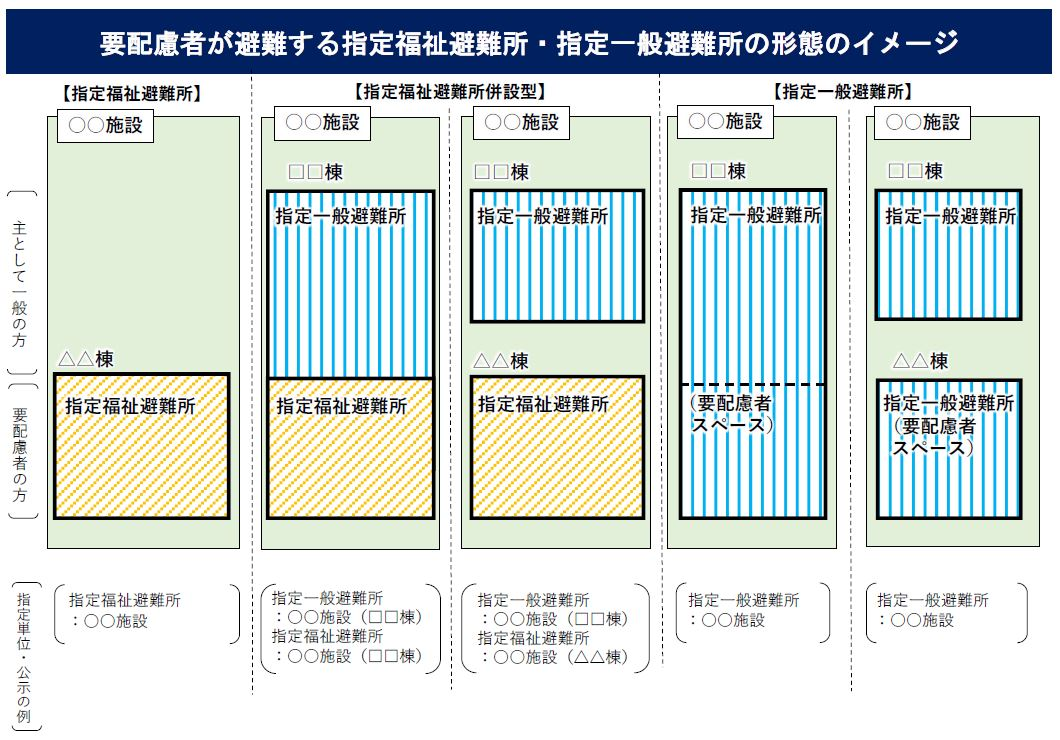 要配慮者が避難する指定福祉避難所・指定一般避難所の形態のイメージ
【指定福祉避難所】
【指定福祉避難所併設型】
【指定一般避難所】
○○施設
○○施設
○○施設
○○施設
○○施設
□□棟
□□棟
□□棟
□□棟
主として一般の方
指定一般避難所
指定一般避難所
指定一般避難所
指定一般避難所
△△棟
△△棟
△△棟
要配慮者の方
指定福祉避難所
指定福祉避難所
指定福祉避難所
（要配慮者
スペース）
指定一般避難所
（要配慮者
スペース）
指定単位・公示の例
指定福祉避難所
：○○施設
指定一般避難所
：○○施設（□□棟）
指定福祉避難所
：○○施設（□□棟）
指定一般避難所
：○○施設（□□棟）
指定福祉避難所
：○○施設（△△棟）
指定一般避難所
：○○施設
指定一般避難所
：○○施設